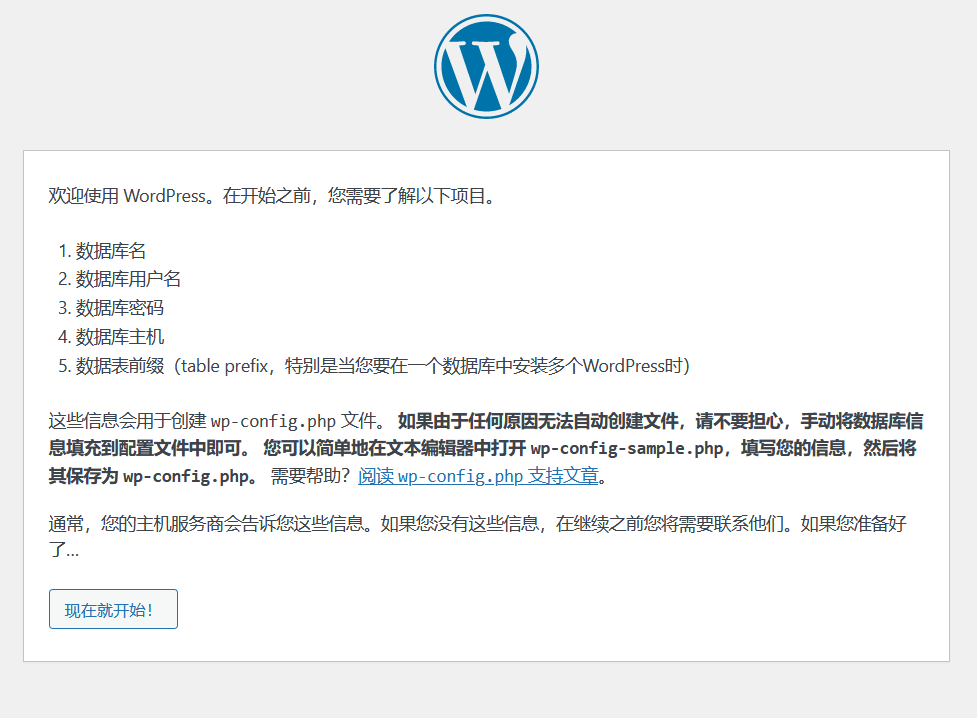 欢迎使用 WordPress。在开始之前，您需要了解以下项目。
1. 数据库名
2. 数据库用户名
3. 数据库密码
4. 数据库主机
5. 数据表前缀（table prefix，特别是当您要在一个数据库中安装多个WordPress时）
这些信息会用于创建 wp-config.php 文件。 如果由于任何原因无法自动创建文件，请不要担心，手动将数据库信
息填充到配置文件中即可。 您可以简单地在文本编辑器中打开 wp-config-sample.php，填写您的信息，然后将
其保存为 wp-config.php。 需要帮助？阅读 wp-config.php 支持文章。
通常，您的主机服务商会告诉您这些信息。如果您没有这些信息，在继续之前您将需要联系他们。如果您准备好
了...
现在就开始！